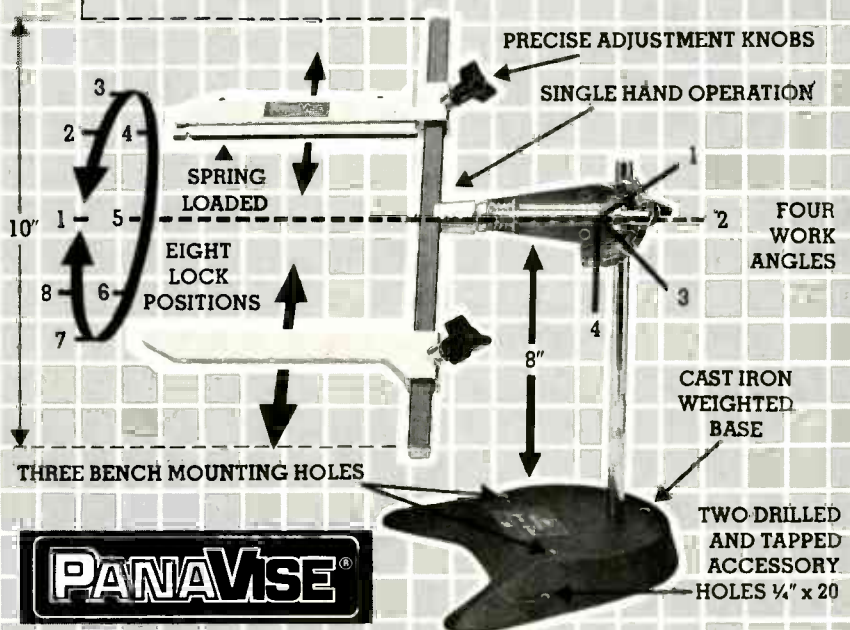 PRECISE ADJUSTMENT KNOBS
SINGLE HAND OPERATION
3
2
4
1
5
8
6
7
10"
SPRING
LOADED
EIGHT
LOCK
POSITIONS
1
2
3
4
FOUR
WORK
ANGLES
8"
CAST IRON
WEIGHTED
BASE
THREE BENCH MOUNTING HOLES
TWO DRILLED
AND TAPPED
ACCESSORY
HOLES ¼" x 20
PANAVISE®